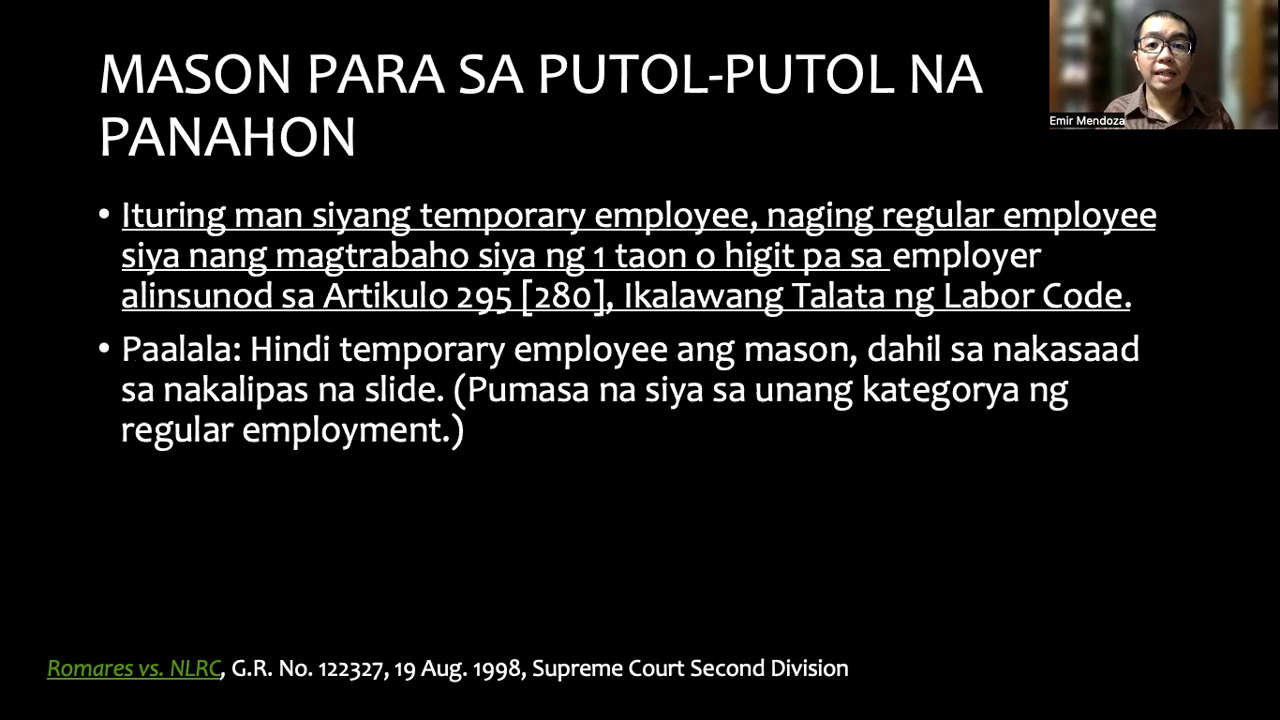 MASON PARA SA PUTOL-PUTOL NA
PANAHON
Emir Mendoza
• Ituring man siyang temporary employee, naging regular employee
siya nang magtrabaho siya ng 1 taon o higit pa sa employer
alinsunod sa Artikulo 295 [280], Ikalawang Talata ng Labor Code.
• Paalala: Hindi temporary employee ang mason, dahil sa nakasaad
sa nakalipas na slide. (Pumasa na siya sa unang kategorya ng
regular employment.)
Romares vs. NLRC, G.R. No. 122327, 19 Aug. 1998, Supreme Court Second Division